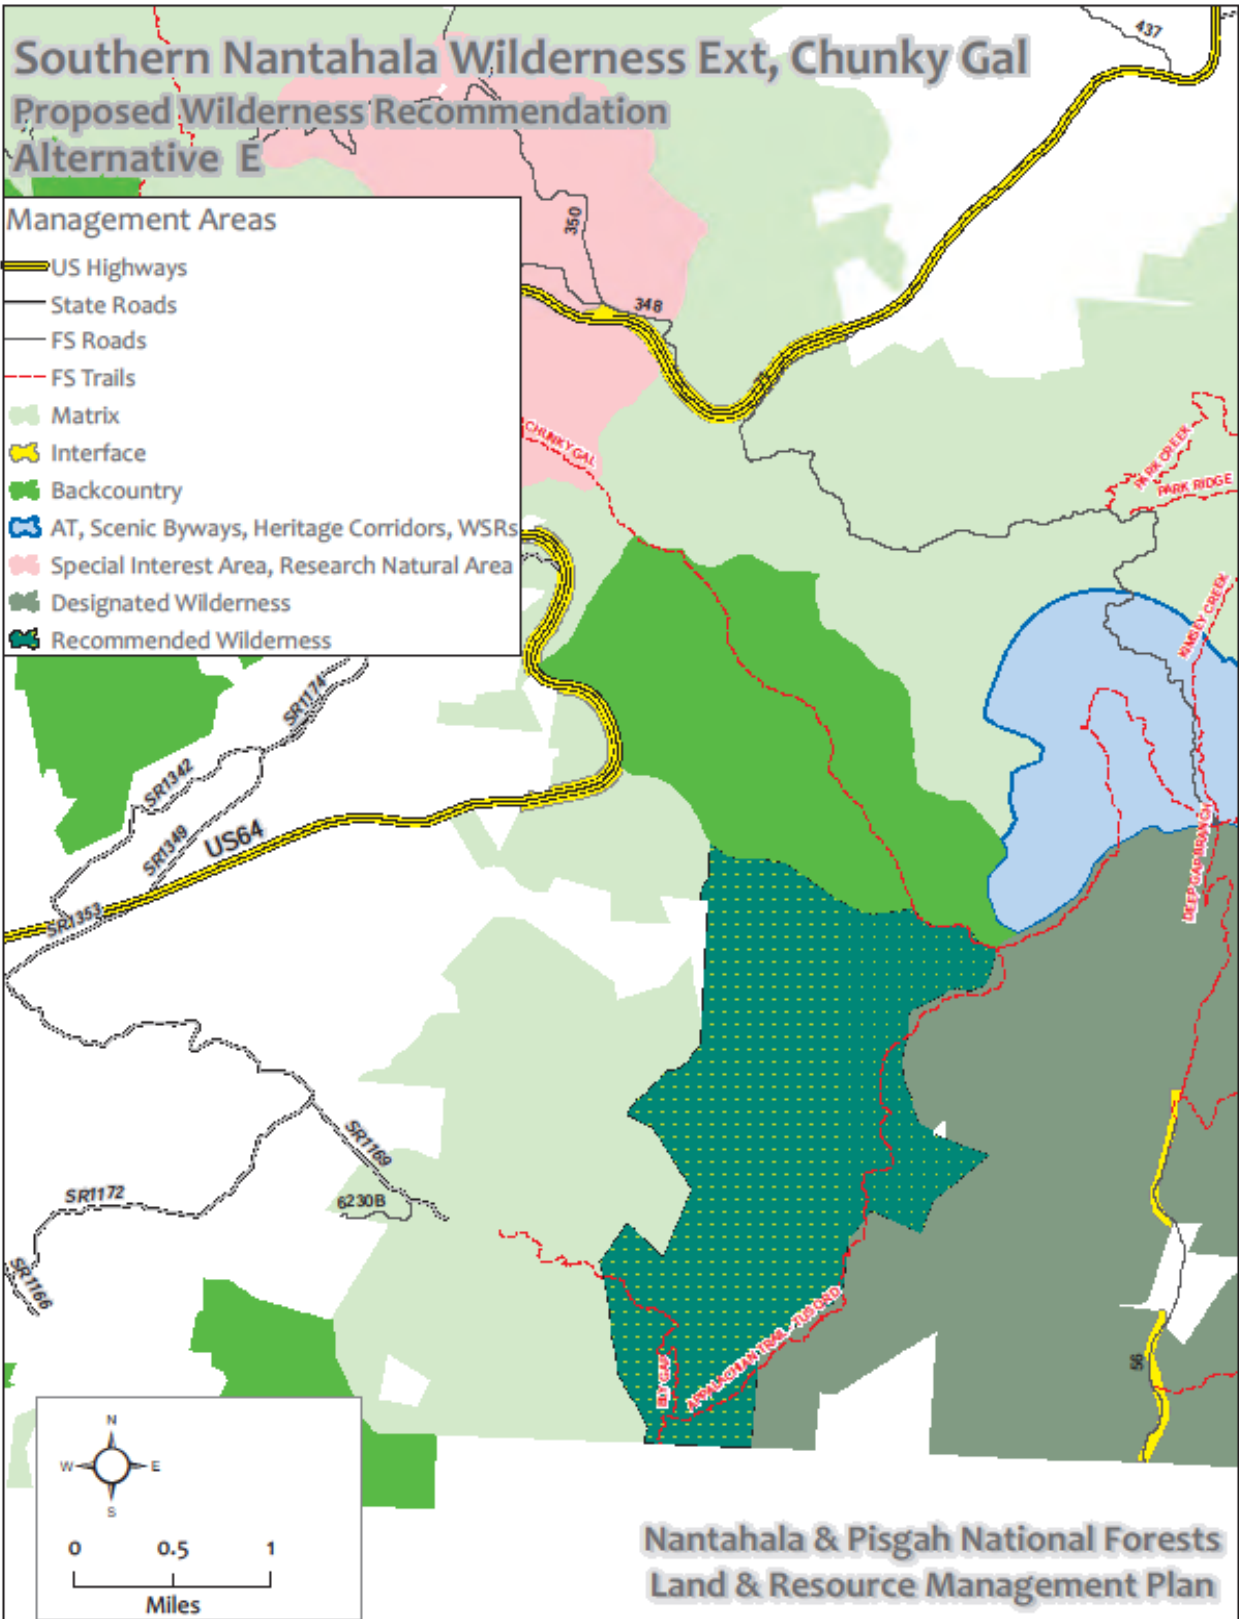 Southern Nantahala Wilderness Ext, Chunky Gal
Proposed Wilderness Recommendation
Alternative E
437
Management Areas
US Highways
State Roads
FS Roads
FS Trails
Matrix
Interface
Backcountry
AT, Scenic Byways, Heritage Corridors, WSRs
Special Interest Area, Research Natural Area
Designated Wilderness
Recommended Wilderness
350
348
CHUNKY GAL
PARK CREEK
PARK RIDGE
KIMSEY CREEK
SR1174
SR1342
SR1349
US64
SR1353
DEEP GAP BRANCH
SR1169
SR1172
6230B
SR1166
BLY GAP
APPALACHIAN TRAIL - TUS ORD
56
N
W E
S
0 0.5 1
Miles
Nantahala & Pisgah National Forests
Land & Resource Management Plan